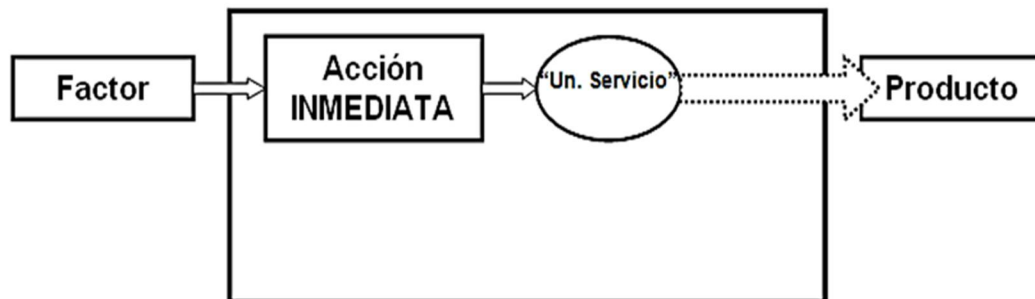 Factor
Acción
INMEDIATA
“Un. Servicio”
Producto